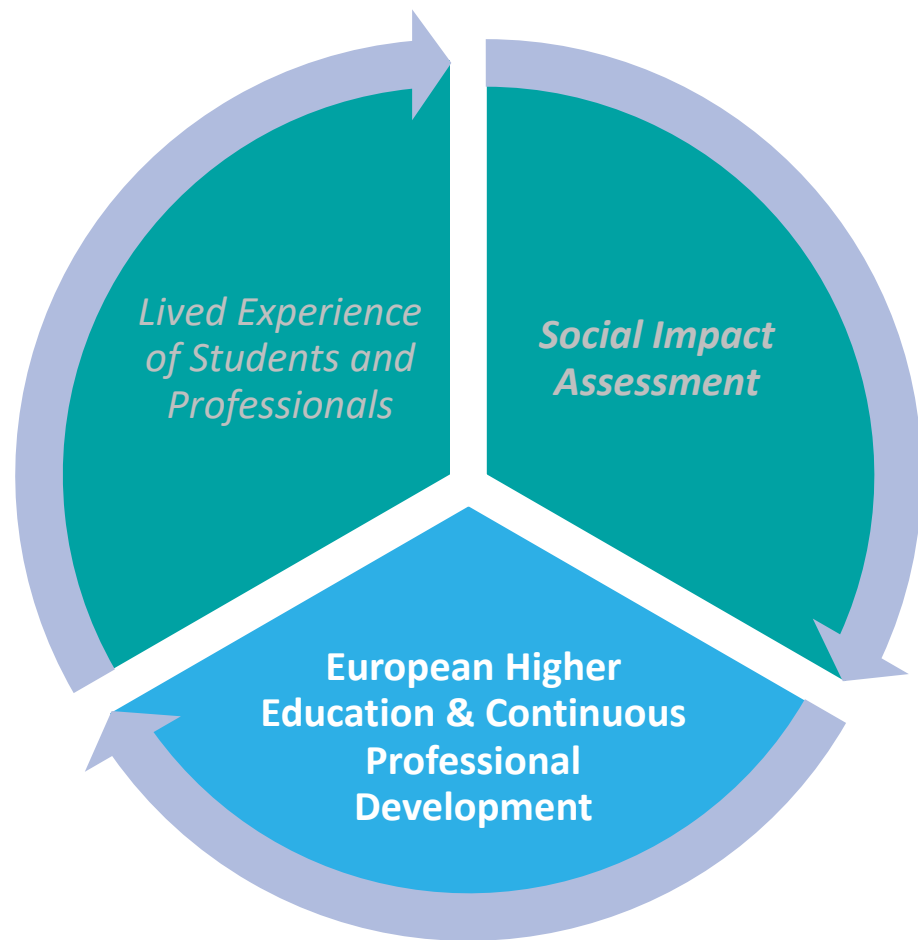 Lived Experience
of Students and
Professionals
Social Impact
Assessment
European Higher
Education & Continuous
Professional
Development